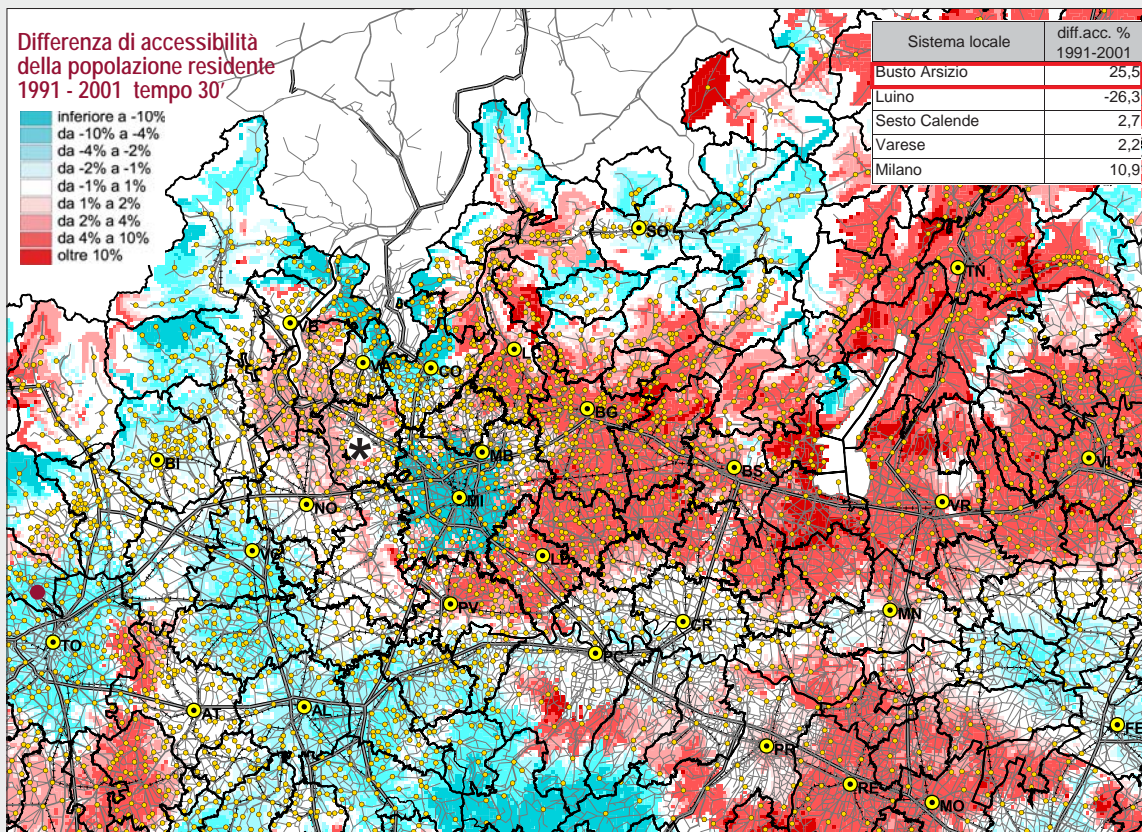 Differenza di accessibilità
della popolazione residente
1991 - 2001 tempo 30'
inferiore a -10%
da -10% a -4%
da -4% a -2%
da -2% a -1%
da -1% a 1%
da 1% a 2%
da 2% a 4%
da 4% a 10%
oltre 10%
Sistema locale diff.acc. % 1991-2001
Busto Arsizio 25,5
Luino -26,3
Sesto Calende 2,7
Varese 2,2
Milano 10,9
SO
TN
VB
VA
CO
LC
BG
BI
MB
BS
VI
MI
NO
VR
VC
LO
PV
CR
MN
TO
PC
AT
AL
FE
PR
RE
MO
*